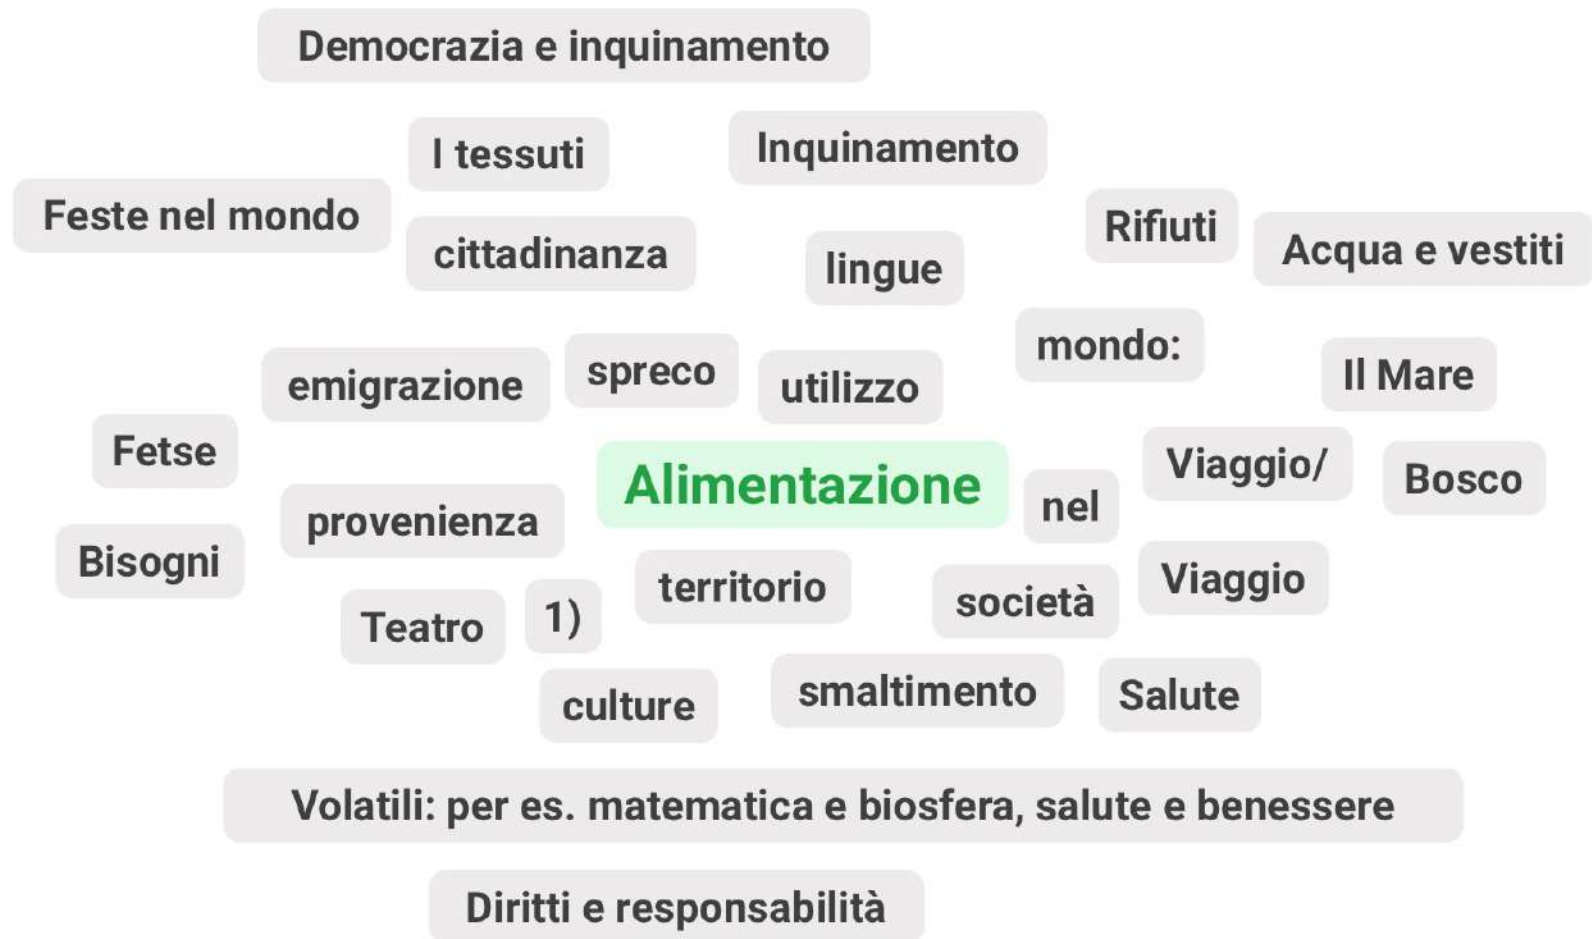 Democrazia e inquinamento
I tessuti
Inquinamento
Feste nel mondo
cittadinanza
lingue
Rifiuti
Acqua e vestiti
emigrazione
spreco
utilizzo
mondo:
Il Mare
Fetse
provenienza
Alimentazione
nel
Viaggio/
Bosco
Bisogni
Teatro
1)
territorio
società
Viaggio
culture
smaltimento
Salute
Volatili: per es. matematica e biosfera, salute e benessere
Diritti e responsabilità